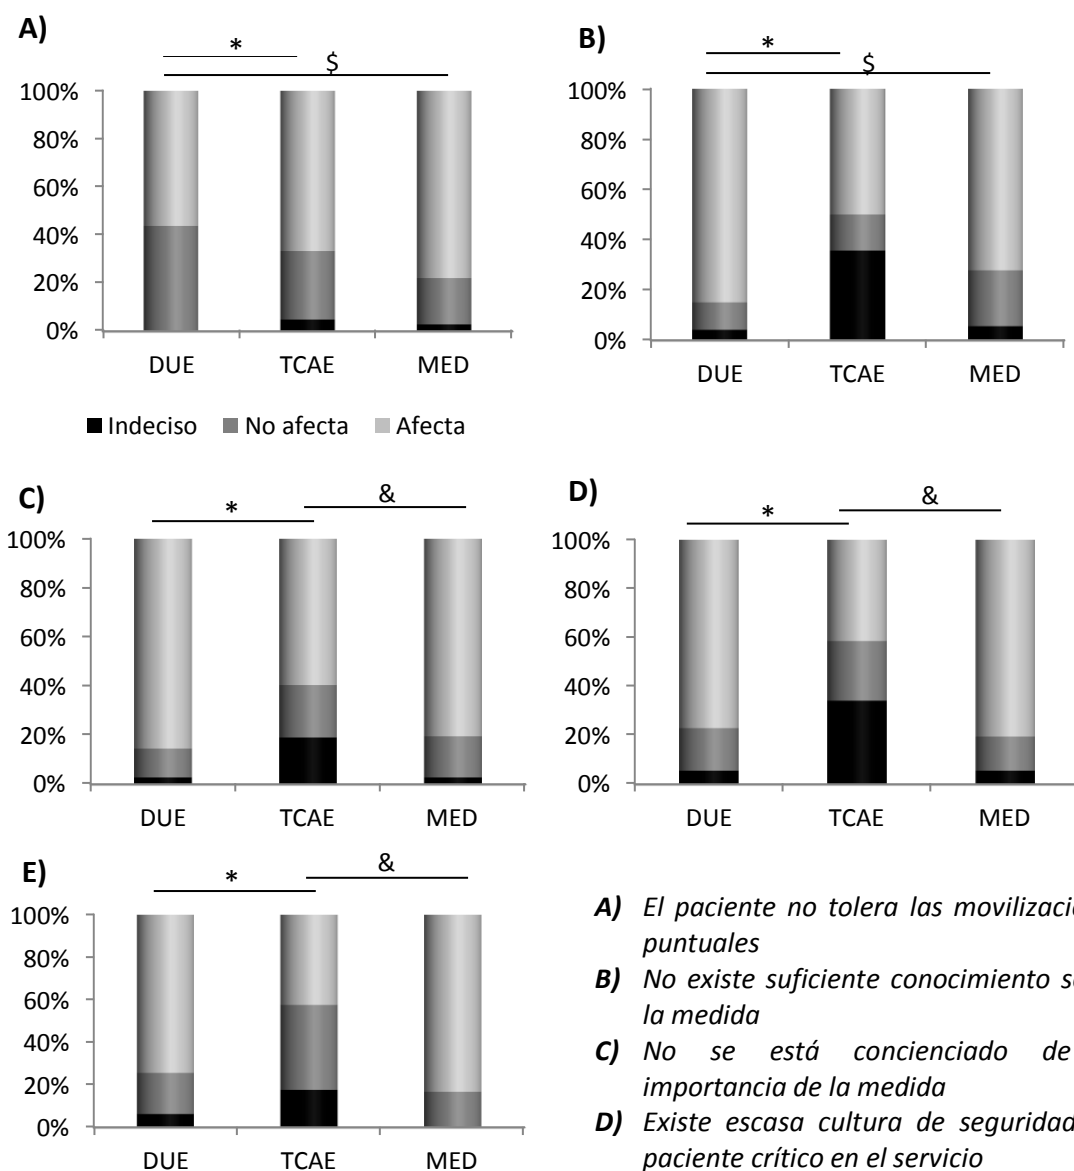 A)
*
$
100%
80%
60%
40%
20%
0%
DUE TCAE MED
B)
*
$
100%
80%
60%
40%
20%
0%
DUE TCAE MED
Indeciso No afecta Afecta
C)
*
&
100%
80%
60%
40%
20%
0%
DUE TCAE MED
D)
*
&
100%
80%
60%
40%
20%
0%
DUE TCAE MED
E)
*
&
100%
80%
60%
40%
20%
0%
DUE TCAE MED
A) El paciente no tolera las movilizacio
puntuales
B) No existe suficiente conocimiento s
la medida
C) No se está concienciado de
importancia de la medida
D) Existe escasa cultura de seguridad
paciente crítico en el servicio